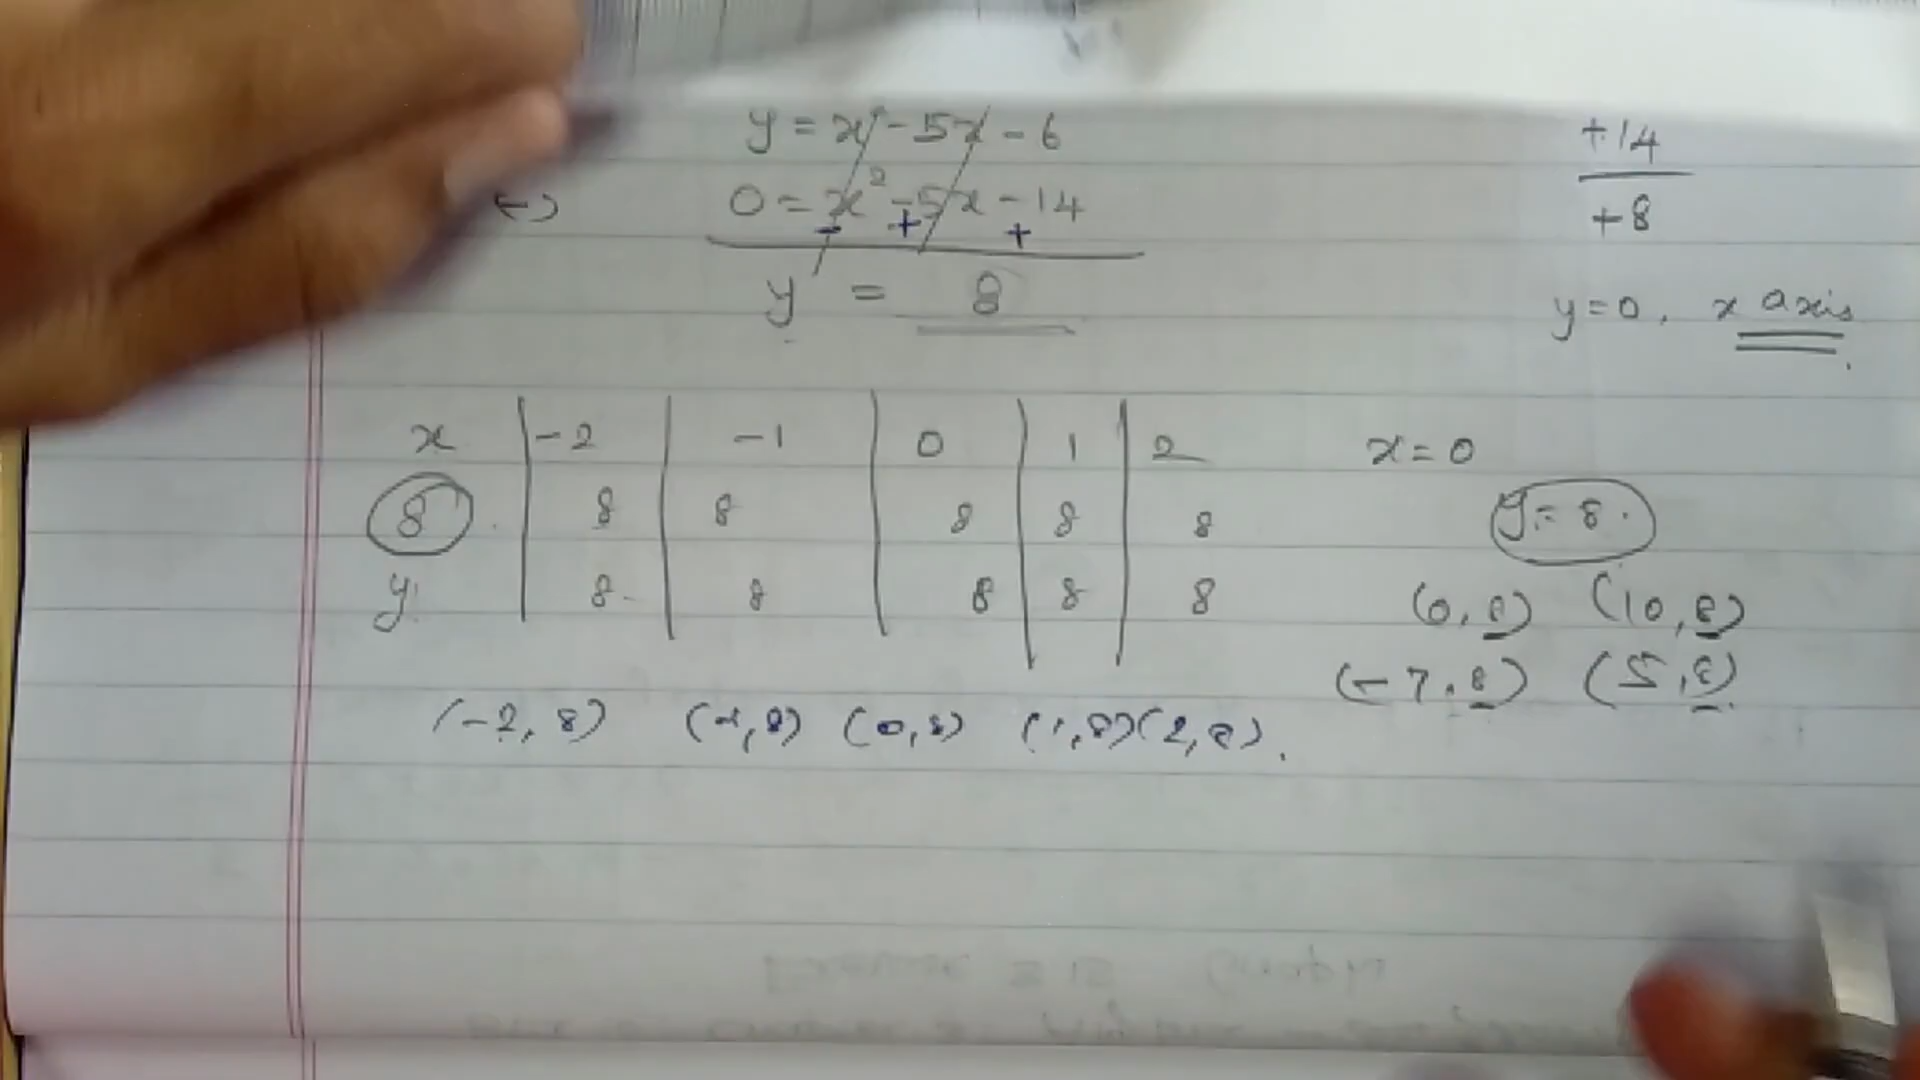 y = x² - 5x - 6
(-) 0 = x² - 5x - 14
- + +
y = 8
+14
+8
y=0, x axis
x -2 -1 0 1 2
8 8 8 8 8 8
y 8 8 8 8 8
(-2, 8) (-1, 8) (0, 8) (1, 8) (2, 8).
x = 0
y = 8.
(0, 8) (10, 8)
(-7, 8) (5, 8)